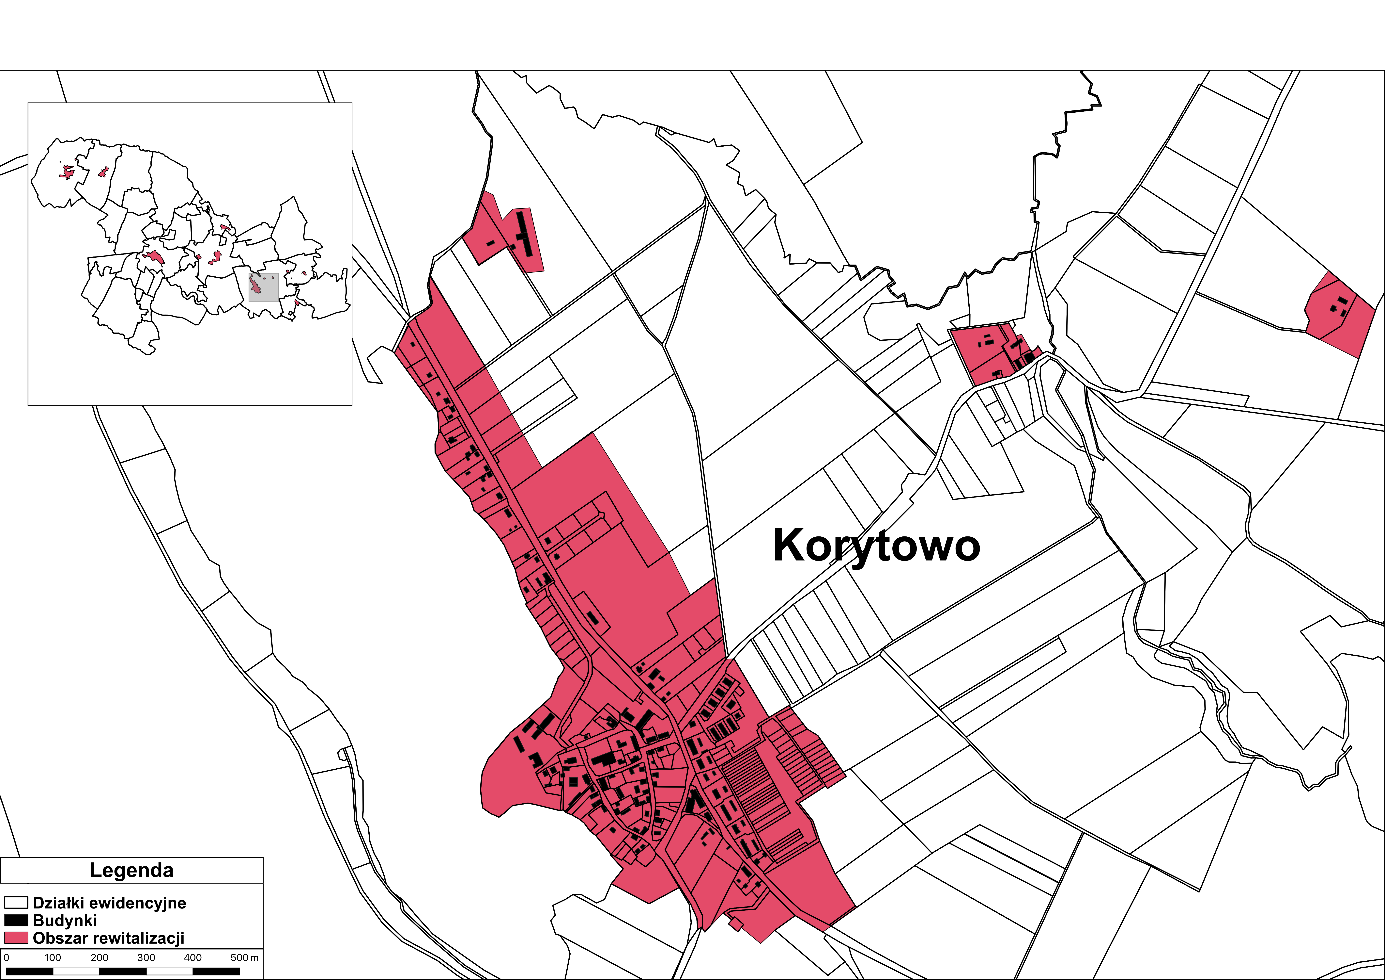 Korytowo
Legenda
Działki ewidencyjne
Budynki
Obszar rewitalizacji
0 100 200 300 400 500 m